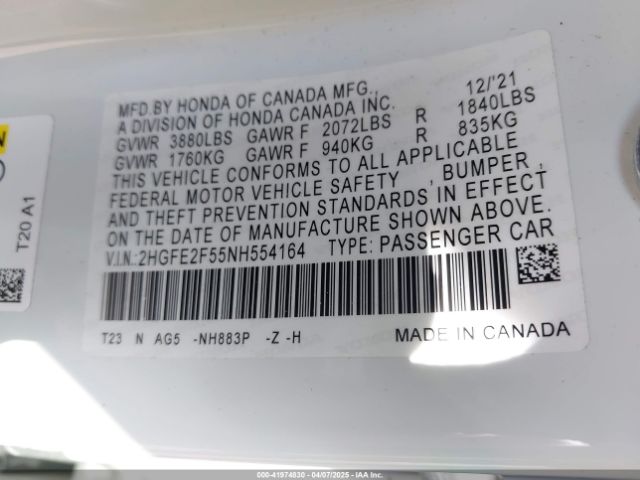 MFD.BY HONDA OF CANADA MFG., 12/'21
A DIVISION OF HONDA CANADA INC.
GVWR 3880LBS GAWR F 2072LBS R 1840LBS
GVWR 1760KG GAWR F 940KG R 835KG
THIS VEHICLE CONFORMS TO ALL APPLICABLE
FEDERAL MOTOR VEHICLE SAFETY , BUMPER ,
AND THEFT PREVENTION STANDARDS IN EFFECT
ON THE DATE OF MANUFACTURE SHOWN ABOVE.
V.I.N.:2HGFE2F55NH554164 TYPE: PASSENGER CAR
T23 N AG5 -NH883P -Z -H MADE IN CANADA
T20 A1
000-41974830 - 04/07/2025 - IAA Corp.